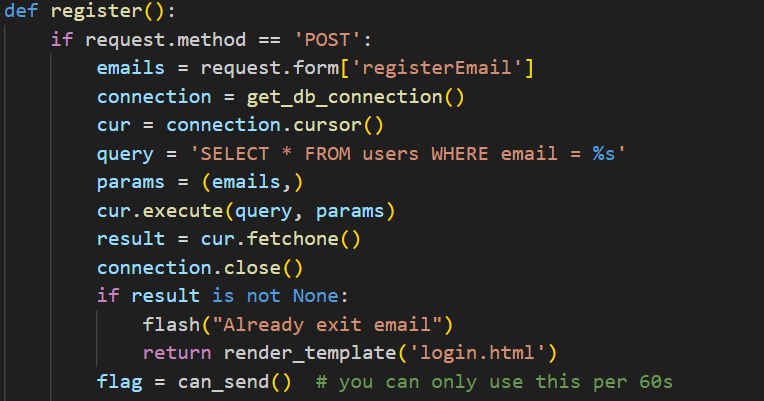 def register():
    if request.method == 'POST':
        emails = request.form['registerEmail']
        connection = get_db_connection()
        cur = connection.cursor()
        query = 'SELECT * FROM users WHERE email = %s'
        params = (emails,)
        cur.execute(query, params)
        result = cur.fetchone()
        connection.close()
        if result is not None:
            flash("Already exit email")
            return render_template('login.html')
        flag = can_send()  # you can only use this per 60s